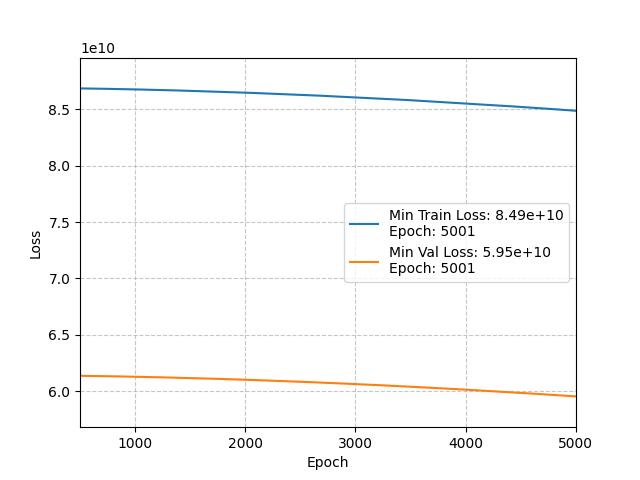 1e10
8.5
8.0
7.5
7.0
6.5
6.0
Loss
Min Train Loss: 8.49e+10
Epoch: 5001
Min Val Loss: 5.95e+10
Epoch: 5001
1000 2000 3000 4000 5000
Epoch